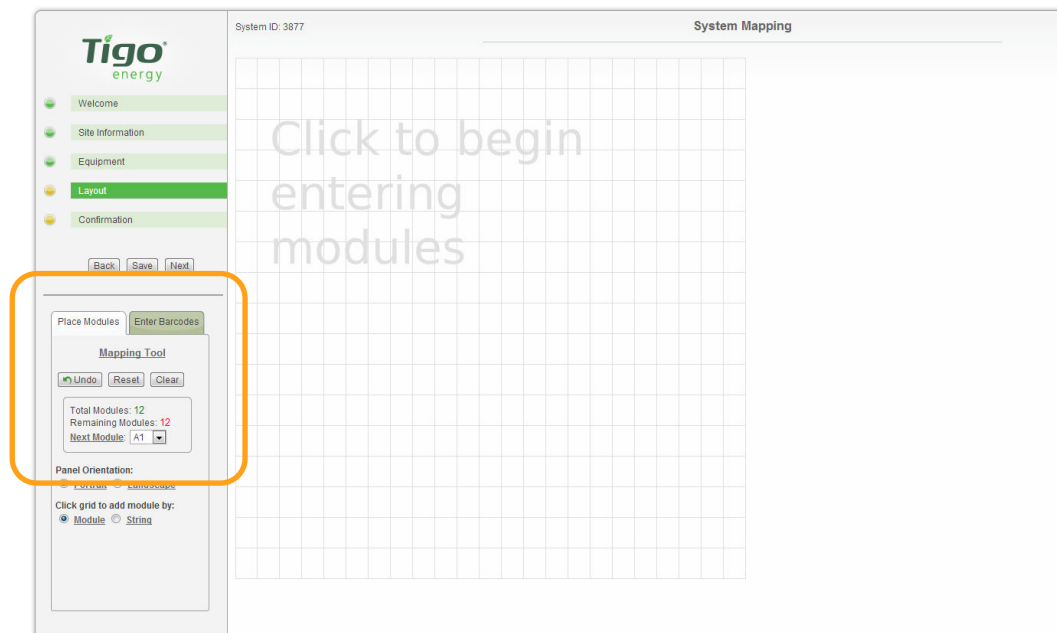 System ID: 3877
System Mapping
Tigo
energy
Welcome
Site Information
Equipment
Layout
Confirmation
Back Save Next
Place Modules Enter Barcodes
Mapping Tool
Undo Reset Clear
Total Modules: 12
Remaining Modules: 12
Next Module: A1
Panel Orientation:
Portrait Landscape
Click grid to add module by:
Module String
Click to begin
entering
modules